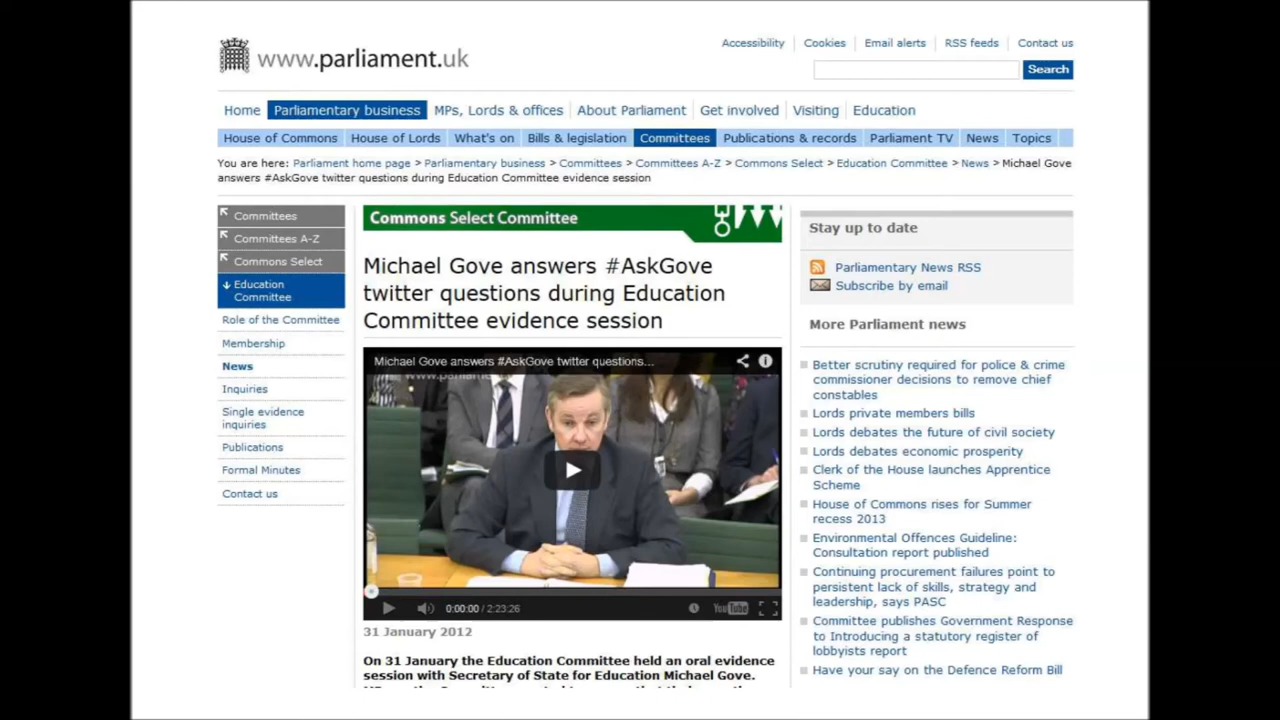 www.parliament.uk
Accessibility Cookies Email alerts RSS feeds Contact us
Search
Home Parliamentary business MPs, Lords & offices About Parliament Get involved Visiting Education
House of Commons House of Lords What's on Bills & legislation Committees Publications & records Parliament TV News Topics
You are here: Parliament home page > Parliamentary business > Committees > Committees A-Z > Commons Select > Education Committee > News > Michael Gove
answers #AskGove twitter questions during Education Committee evidence session
Committees
Committees A-Z
Commons Select
Education
Committee
Role of the Committee
Membership
News
Inquiries
Single evidence
inquiries
Publications
Formal Minutes
Contact us
Commons Select Committee
Michael Gove answers #AskGove
twitter questions during Education
Committee evidence session
Michael Gove answers #AskGove twitter questions...
0:00:00 / 2:23:26
YouTube
31 January 2012
On 31 January the Education Committee held an oral evidence
session with Secretary of State for Education Michael Gove.
Stay up to date
Parliamentary News RSS
Subscribe by email
More Parliament news
Better scrutiny required for police & crime
commissioner decisions to remove chief
constables
Lords private members bills
Lords debates the future of civil society
Lords debates economic prosperity
Clerk of the House launches Apprentice
Scheme
House of Commons rises for Summer
recess 2013
Environmental Offences Guideline:
Consultation report published
Continuing procurement failures point to
persistent lack of skills, strategy and
leadership, says PASC
Committee publishes Government Response
to Introducing a statutory register of
lobbyists report
Have your say on the Defence Reform Bill